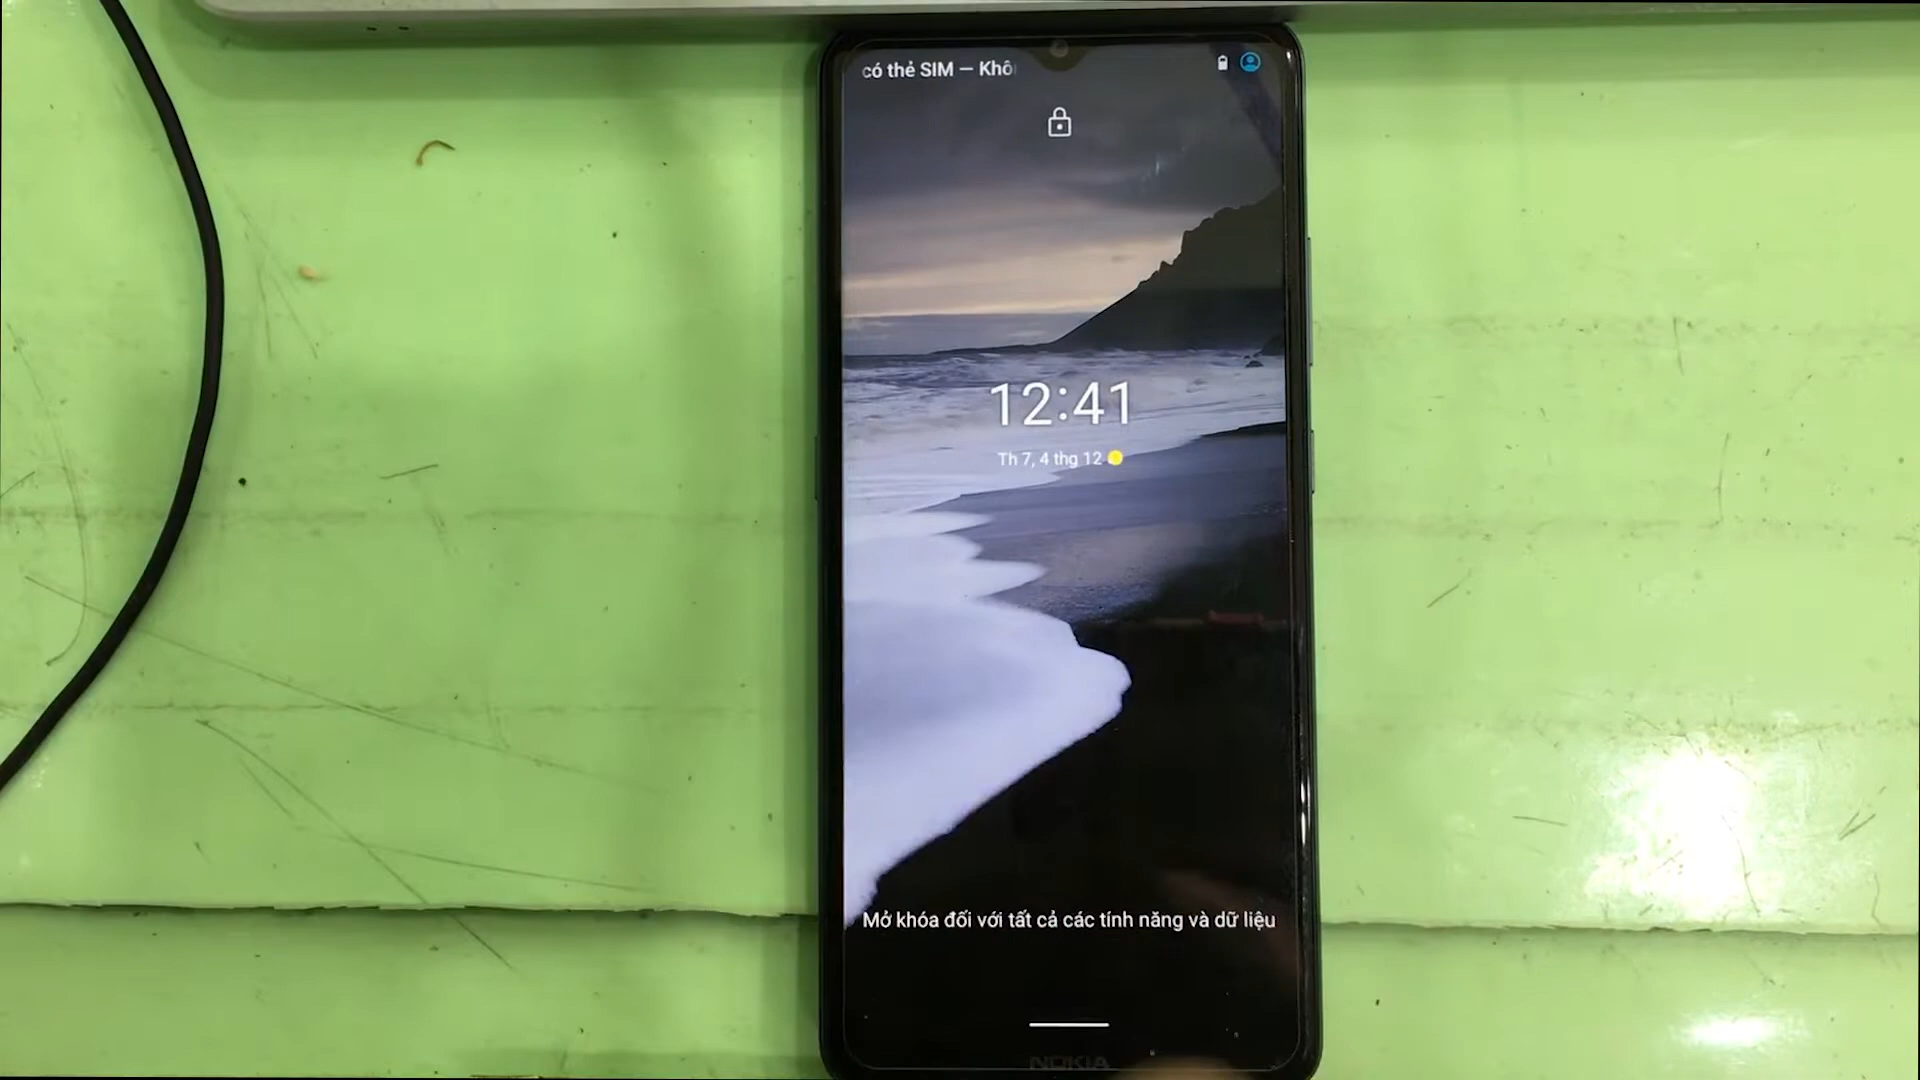 có thẻ SIM — Khô
12:41
Th 7, 4 thg 12
Mở khóa đối với tất cả các tính năng và dữ liệu
NOKIA